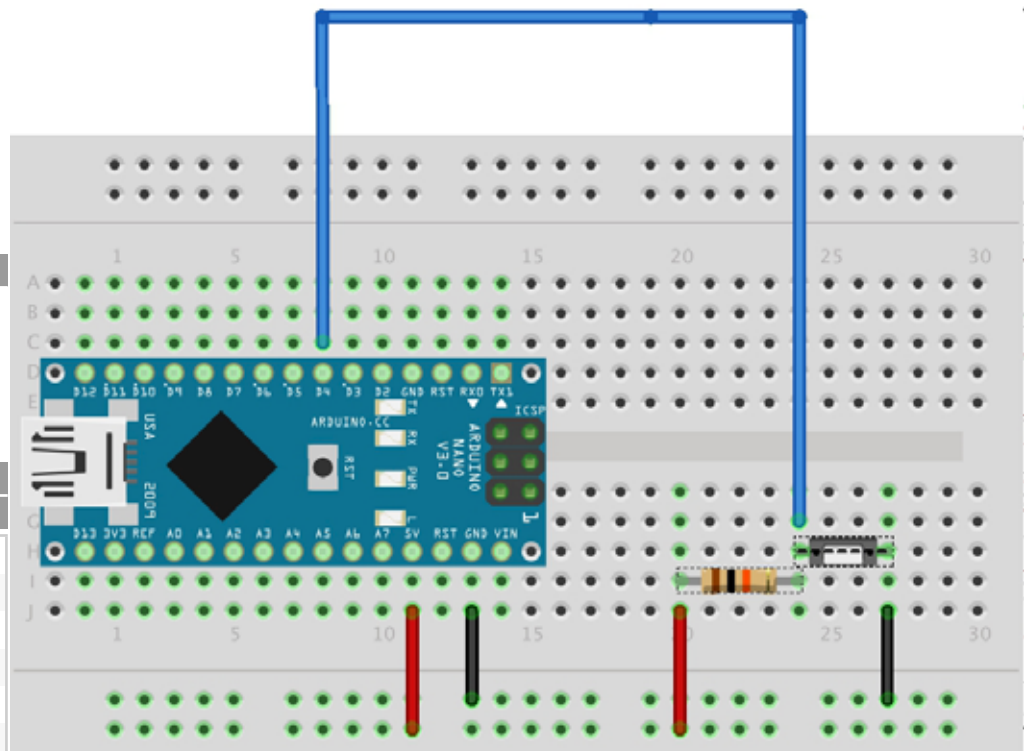 1 5 10 15 20 25 30
A
B
C
D
D12 D11 D10 D9 D8 D7 D6 D5 D4 D3 D2 GND RST RX0 TX1
E
TX
ICSP
ARDUINO.CC
USA
RX
ARDUINO
NANO
V3.0
RST
PWR
2009
L
1
G
D13 3V3 REF A0 A1 A2 A3 A4 A5 A6 A7 5V RST GND VIN
H
I
J
1 5 10 15 20 25 30